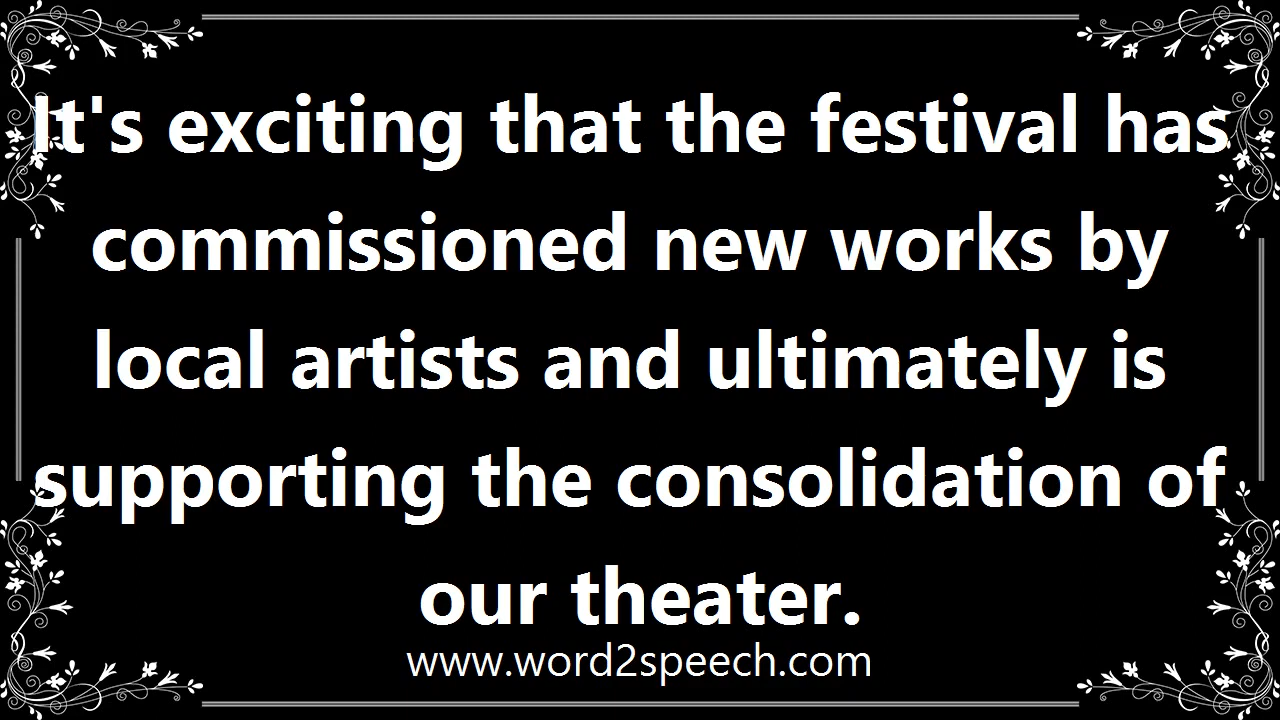 It's exciting that the festival has
commissioned new works by
local artists and ultimately is
supporting the consolidation of
our theater.
www.word2speech.com